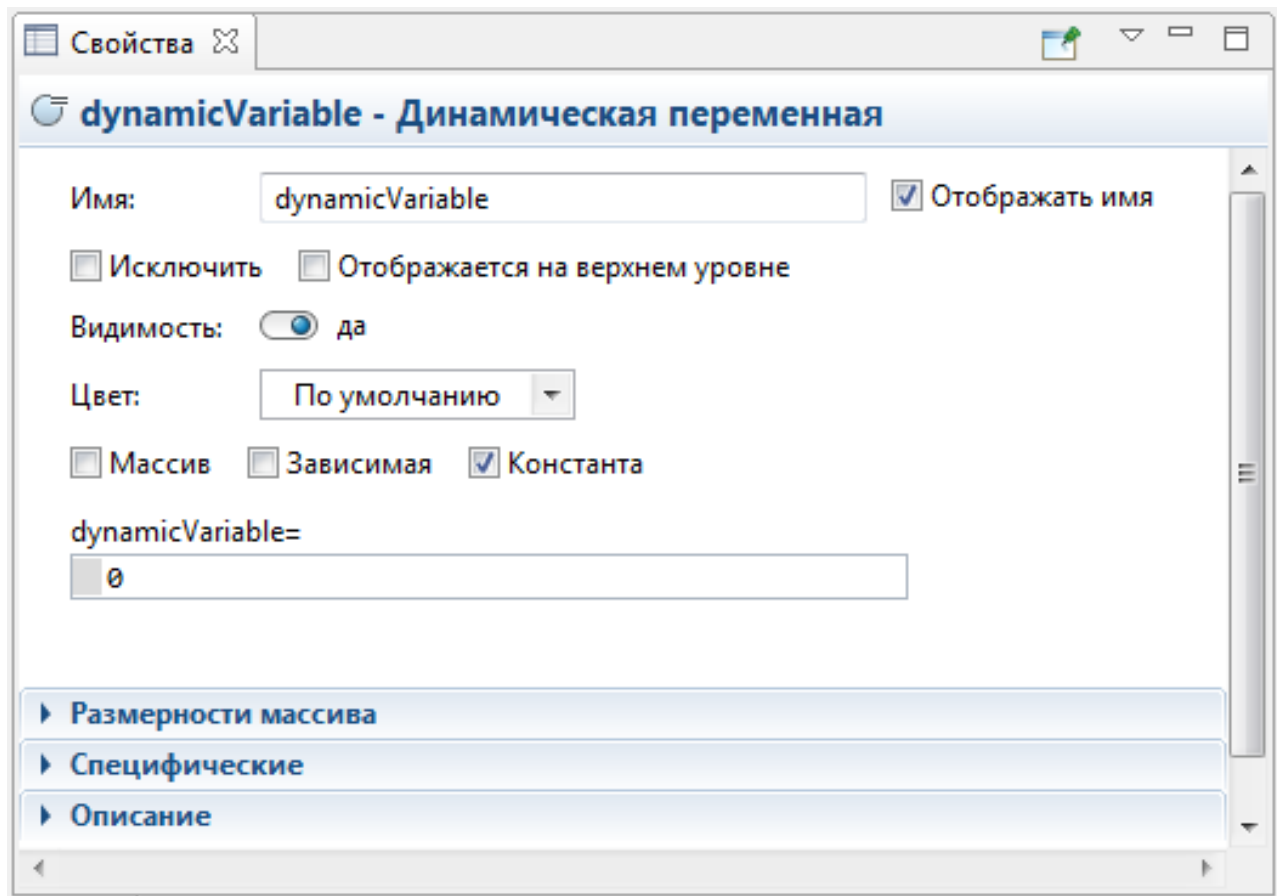 Свойства
dynamicVariable - Динамическая переменная
Имя: dynamicVariable Отображать имя
Исключить Отображается на верхнем уровне
Видимость: да
Цвет: По умолчанию
Массив Зависимая Константа
dynamicVariable=
0
Размерности массива
Специфические
Описание